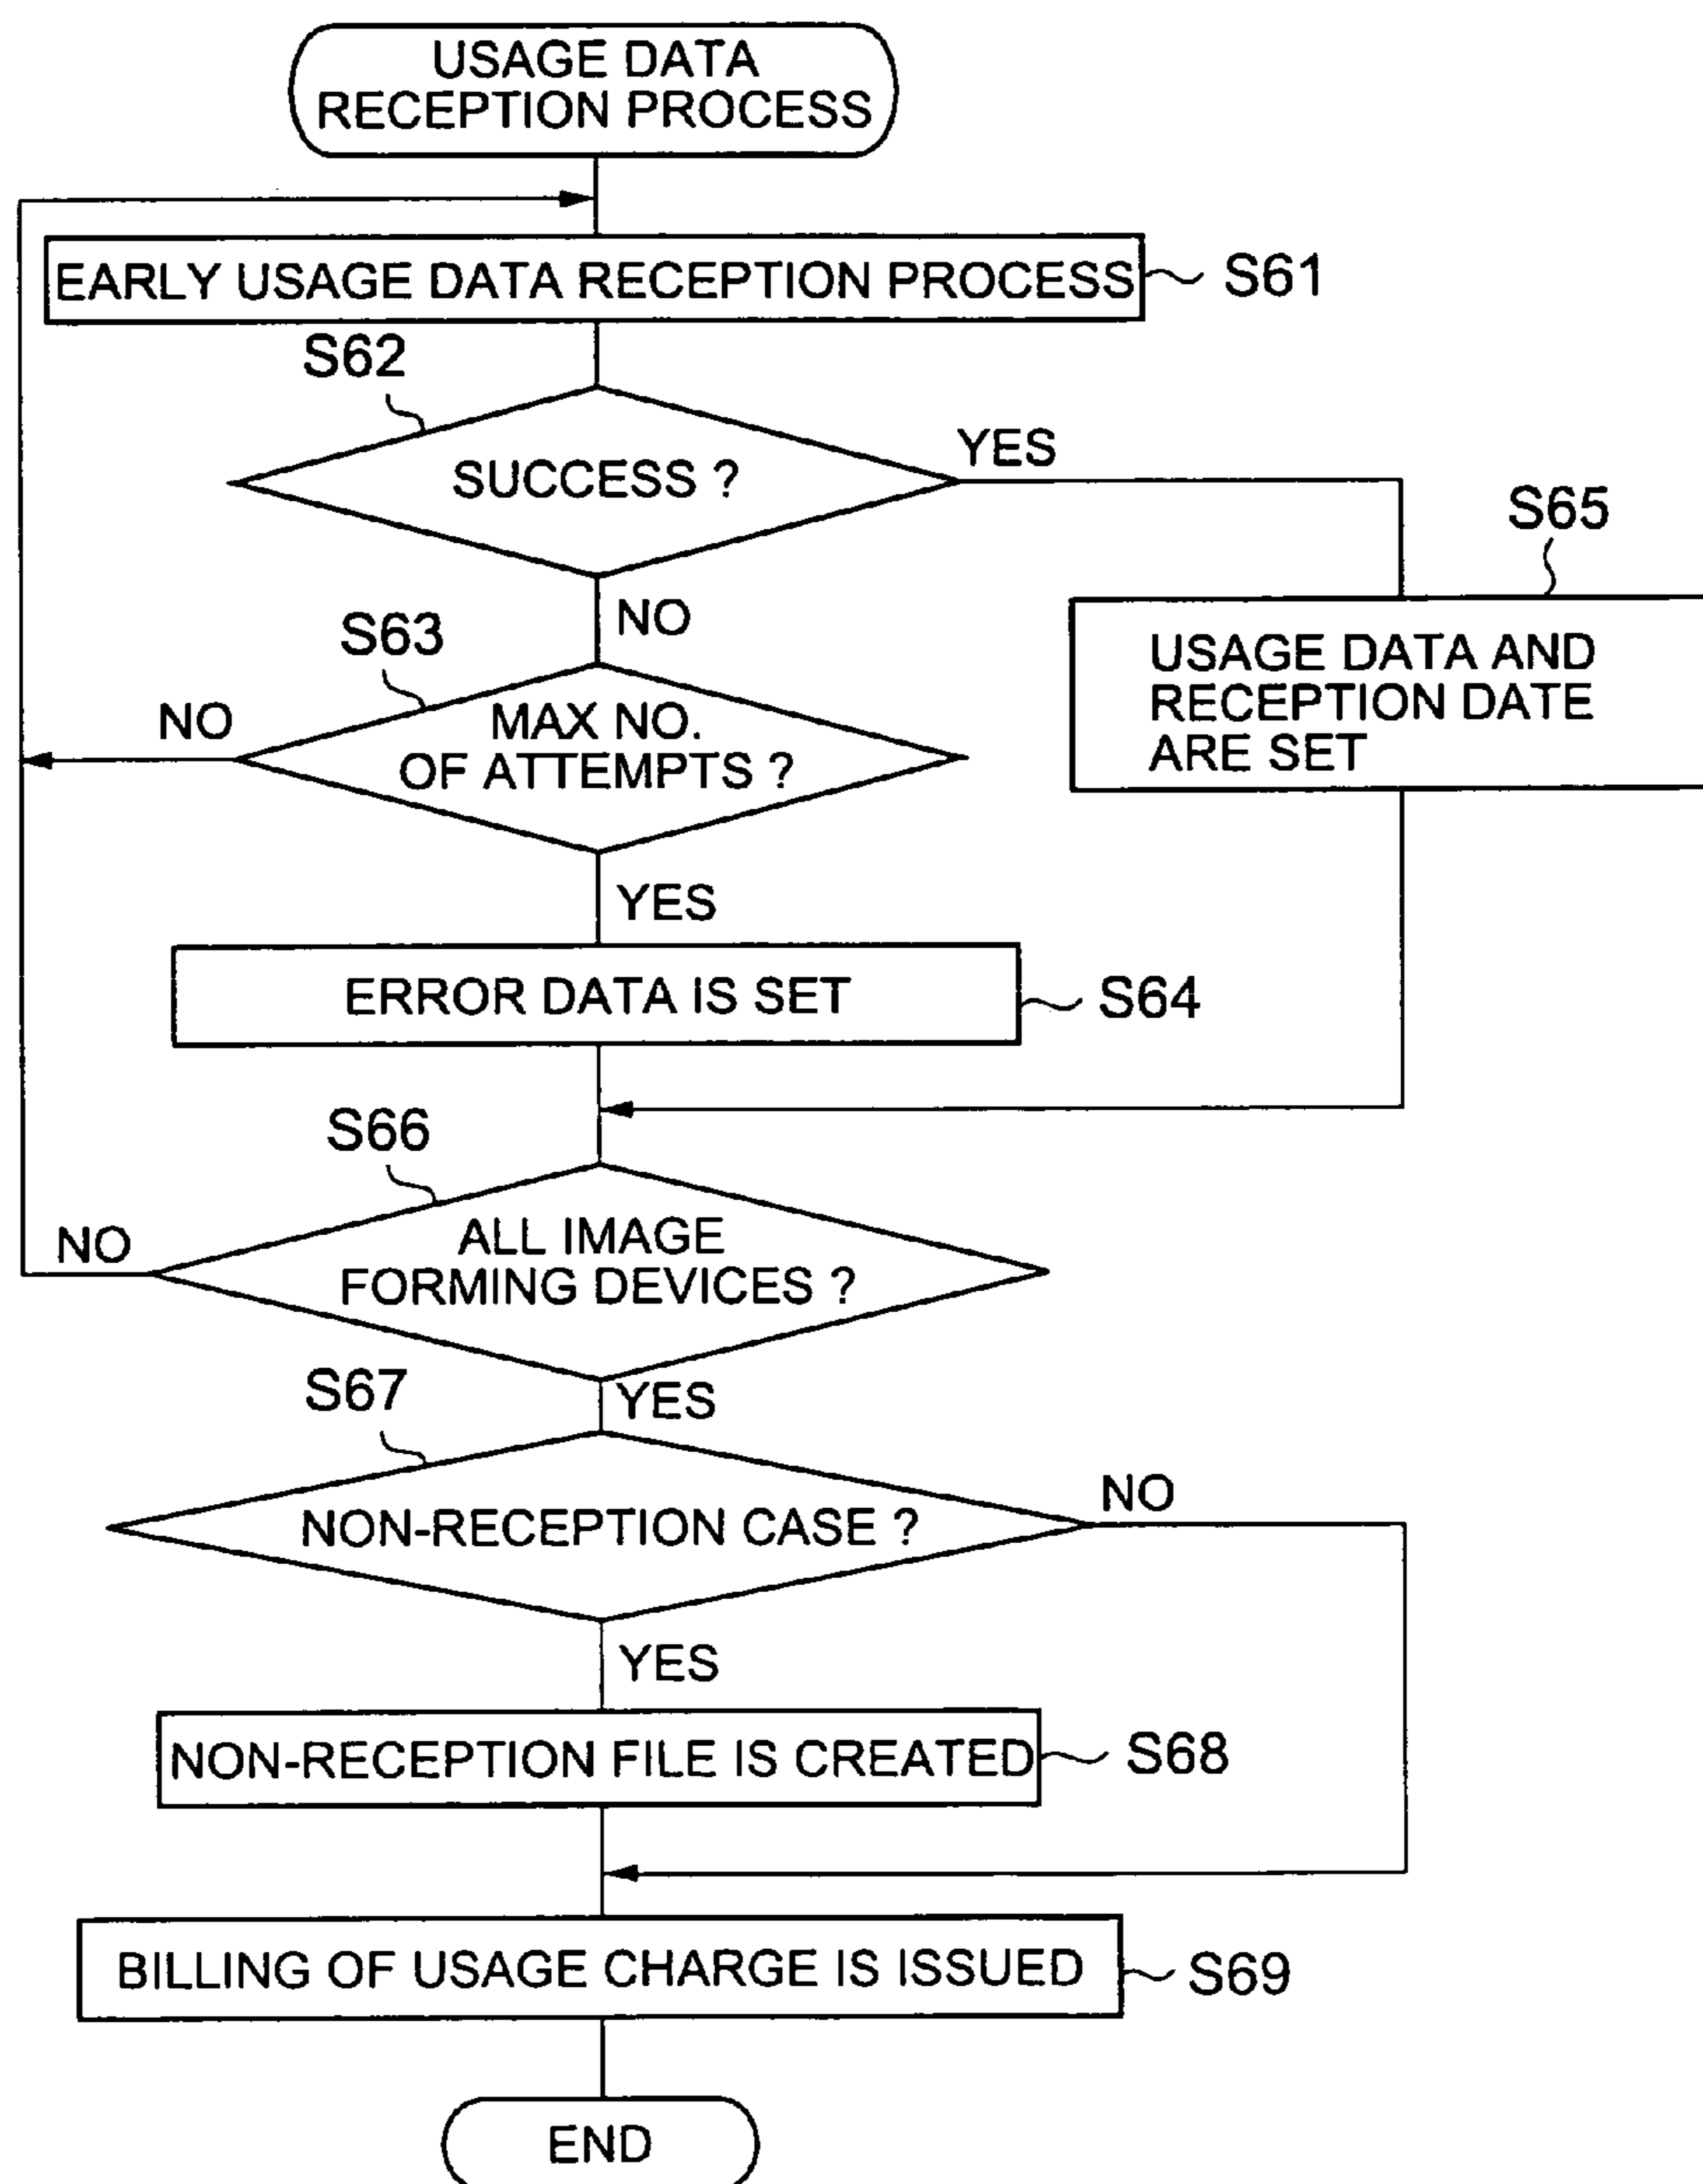 USAGE DATA
RECEPTION PROCESS
EARLY USAGE DATA RECEPTION PROCESS
S61
S62
SUCCESS ?
YES
NO
S65
USAGE DATA AND
RECEPTION DATE
ARE SET
S63
MAX NO.
OF ATTEMPTS ?
NO
YES
ERROR DATA IS SET
S64
S66
ALL IMAGE
FORMING DEVICES ?
NO
YES
S67
NON-RECEPTION CASE ?
NO
YES
NON-RECEPTION FILE IS CREATED
S68
BILLING OF USAGE CHARGE IS ISSUED
S69
END